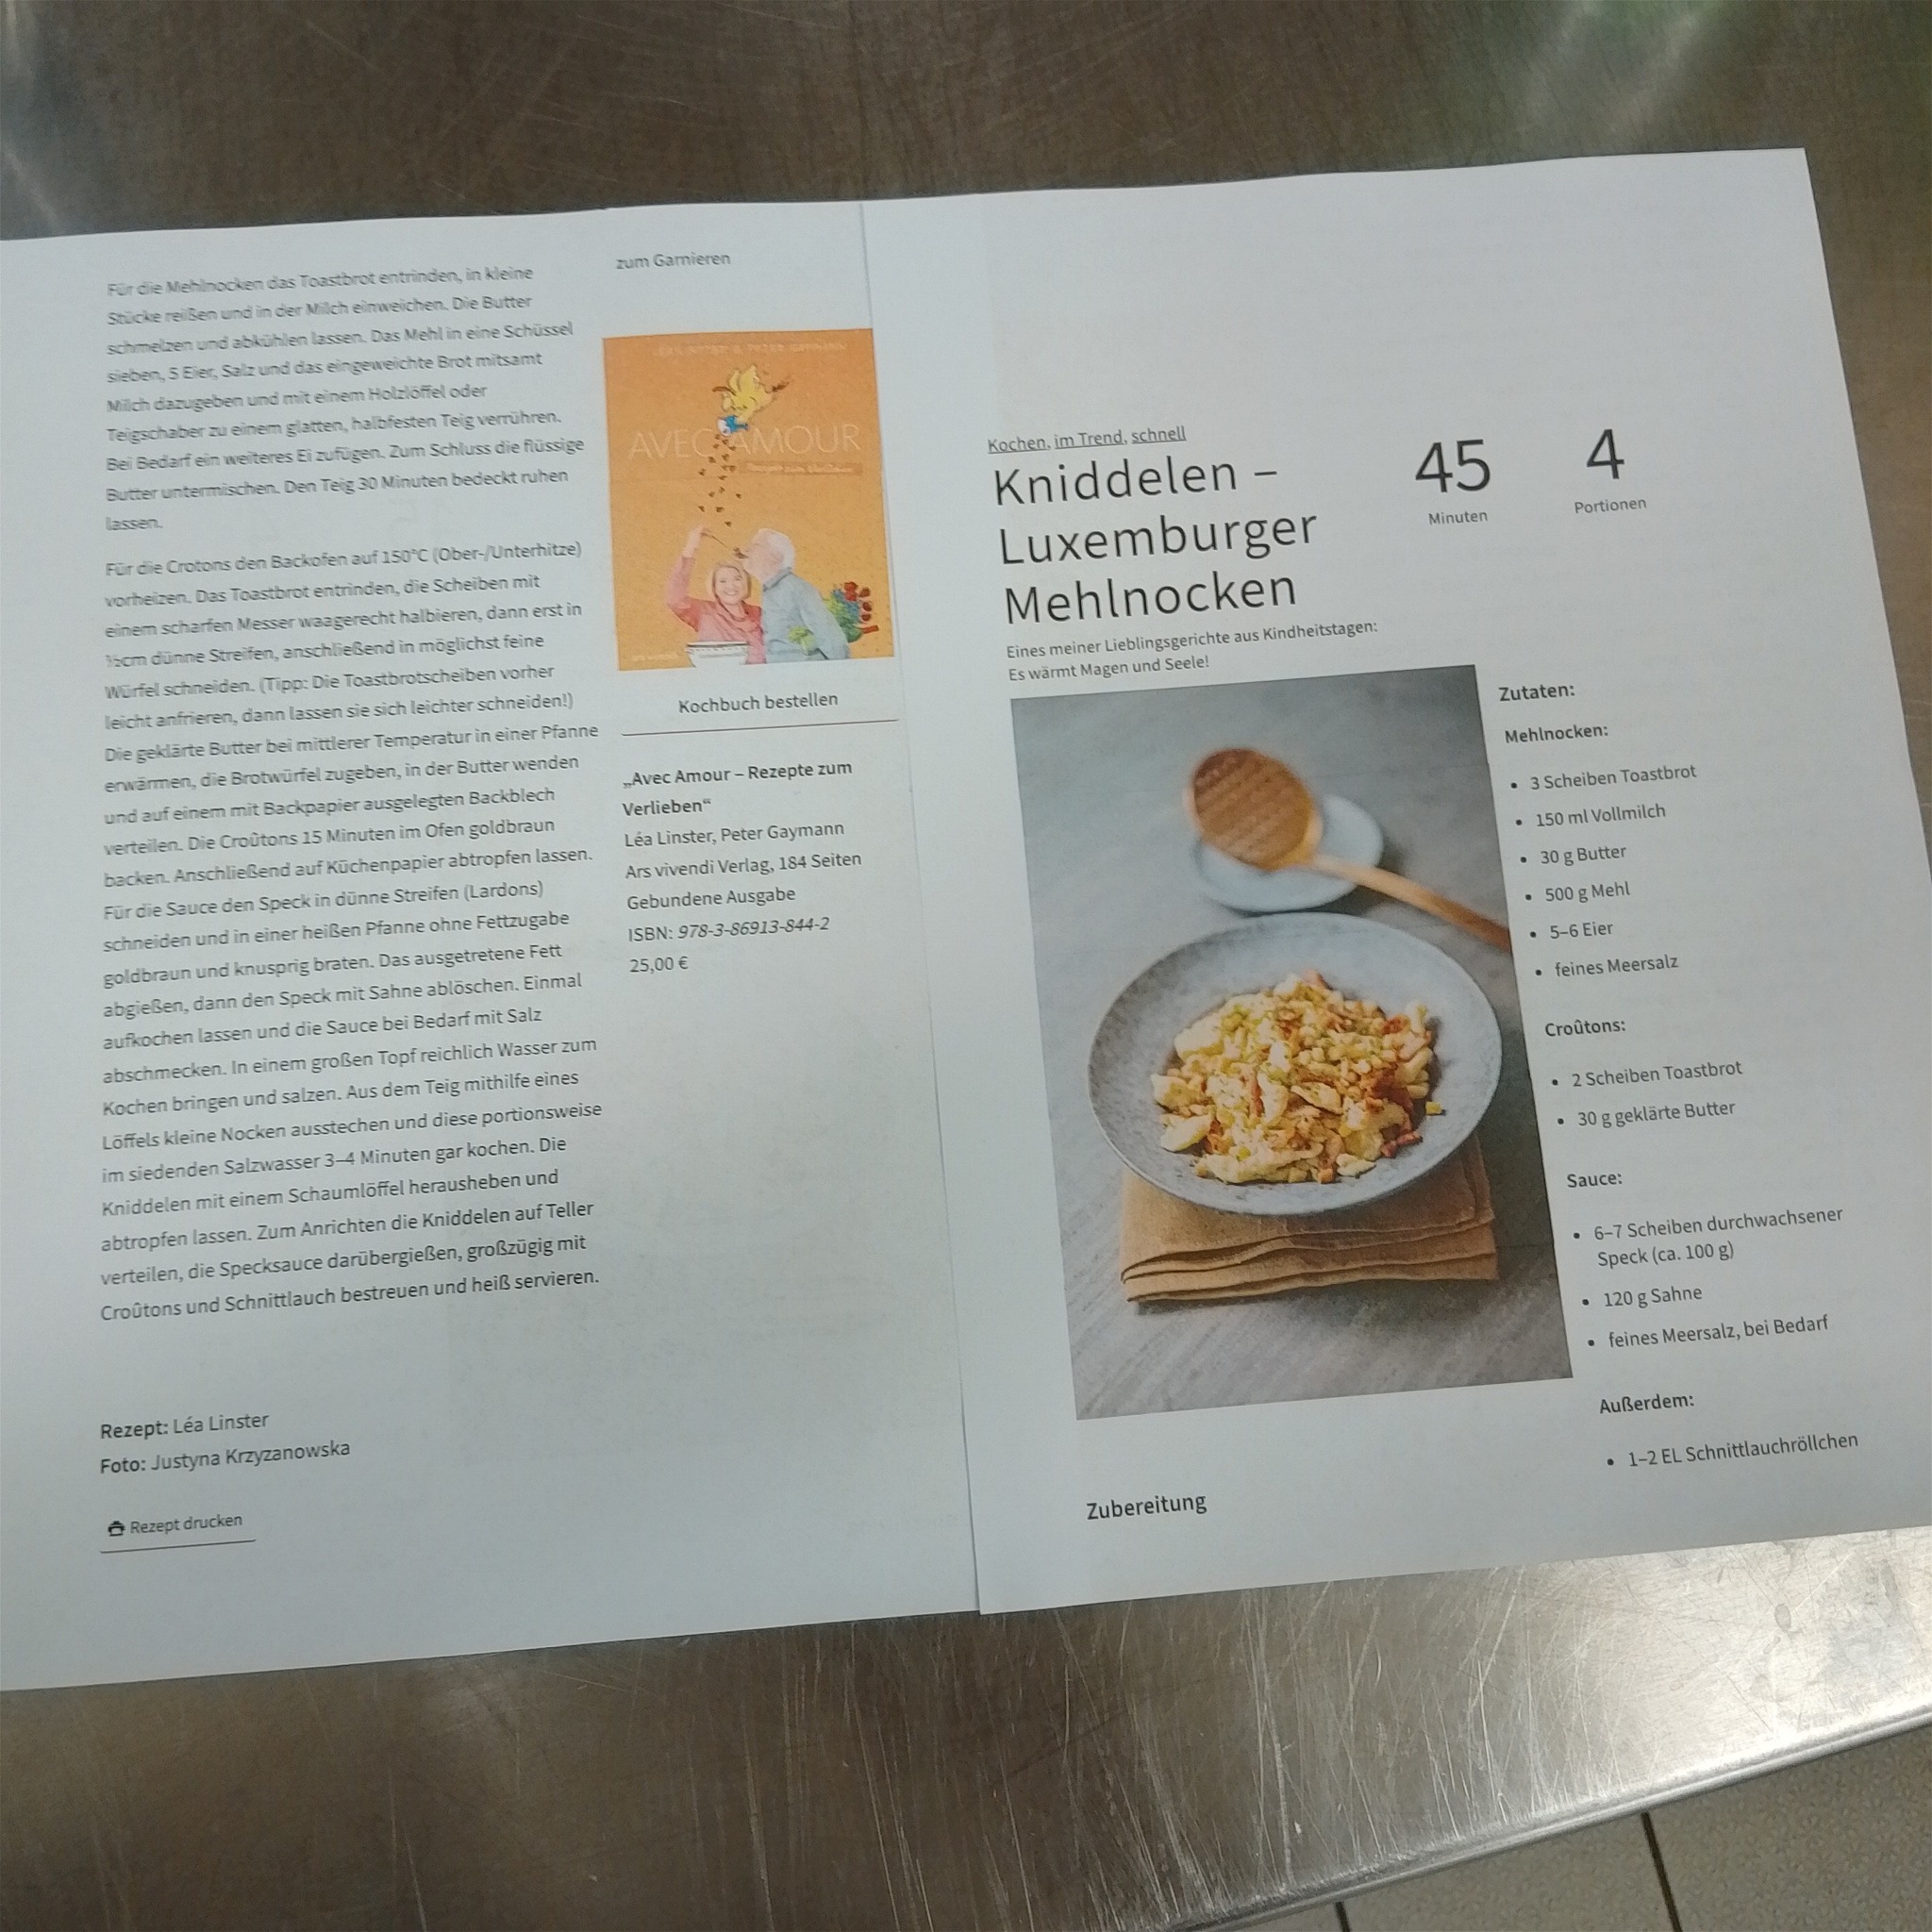 Für die Mehlnocken das Toastbrot entrinden, in kleine
Stücke reißen und in der Milch einweichen. Die Butter
schmelzen und abkühlen lassen. Das Mehl in eine Schüssel
sieben, 5 Eier, Salz und das eingeweichte Brot mitsamt
Milch dazugeben und mit einem Holzlöffel oder
Teigschaber zu einem glatten, halbfesten Teig verrühren.
Bei Bedarf ein weiteres Ei zufügen. Zum Schluss die flüssige
Butter untermischen. Den Teig 30 Minuten bedeckt ruhen
lassen.
Für die Crotons den Backofen auf 150°C (Ober-/Unterhitze)
vorheizen. Das Toastbrot entrinden, die Scheiben mit
einem scharfen Messer waagerecht halbieren, dann erst in
½cm dünne Streifen, anschließend in möglichst feine
Würfel schneiden. (Tipp: Die Toastbrotscheiben vorher
leicht anfrieren, dann lassen sie sich leichter schneiden!)
Die geklärte Butter bei mittlerer Temperatur in einer Pfanne
erwärmen, die Brotwürfel zugeben, in der Butter wenden
und auf einem mit Backpapier ausgelegten Backblech
verteilen. Die Croûtons 15 Minuten im Ofen goldbraun
backen. Anschließend auf Küchenpapier abtropfen lassen.
Für die Sauce den Speck in dünne Streifen (Lardons)
schneiden und in einer heißen Pfanne ohne Fettzugabe
goldbraun und knusprig braten. Das ausgetretene Fett
abgießen, dann den Speck mit Sahne ablöschen. Einmal
aufkochen lassen und die Sauce bei Bedarf mit Salz
abschmecken. In einem großen Topf reichlich Wasser zum
Kochen bringen und salzen. Aus dem Teig mithilfe eines
Löffels kleine Nocken ausstechen und diese portionsweise
im siedenden Salzwasser 3–4 Minuten gar kochen. Die
Kniddelen mit einem Schaumlöffel herausheben und
abtropfen lassen. Zum Anrichten die Kniddelen auf Teller
verteilen, die Specksauce darübergießen, großzügig mit
Croûtons und Schnittlauch bestreuen und heiß servieren.
Rezept: Léa Linster
Foto: Justyna Krzyzanowska
Rezept drucken
zum Garnieren
AVEC AMOUR
Kochbuch bestellen
„Avec Amour – Rezepte zum
Verlieben“
Léa Linster, Peter Gaymann
Ars vivendi Verlag, 184 Seiten
Gebundene Ausgabe
ISBN: 978-3-86913-844-2
25,00 €
Kochen, im Trend, schnell
Kniddelen –
Luxemburger
Mehlnocken
Eines meiner Lieblingsgerichte aus Kindheitstagen:
Es wärmt Magen und Seele!
45
Minuten
4
Portionen
Zutaten:
Mehlnocken:
• 3 Scheiben Toastbrot
• 150 ml Vollmilch
• 30 g Butter
• 500 g Mehl
• 5–6 Eier
• feines Meersalz
Croûtons:
• 2 Scheiben Toastbrot
• 30 g geklärte Butter
Sauce:
• 6–7 Scheiben durchwachsener
Speck (ca. 100 g)
• 120 g Sahne
• feines Meersalz, bei Bedarf
Außerdem:
• 1–2 EL Schnittlauchröllchen
Zubereitung